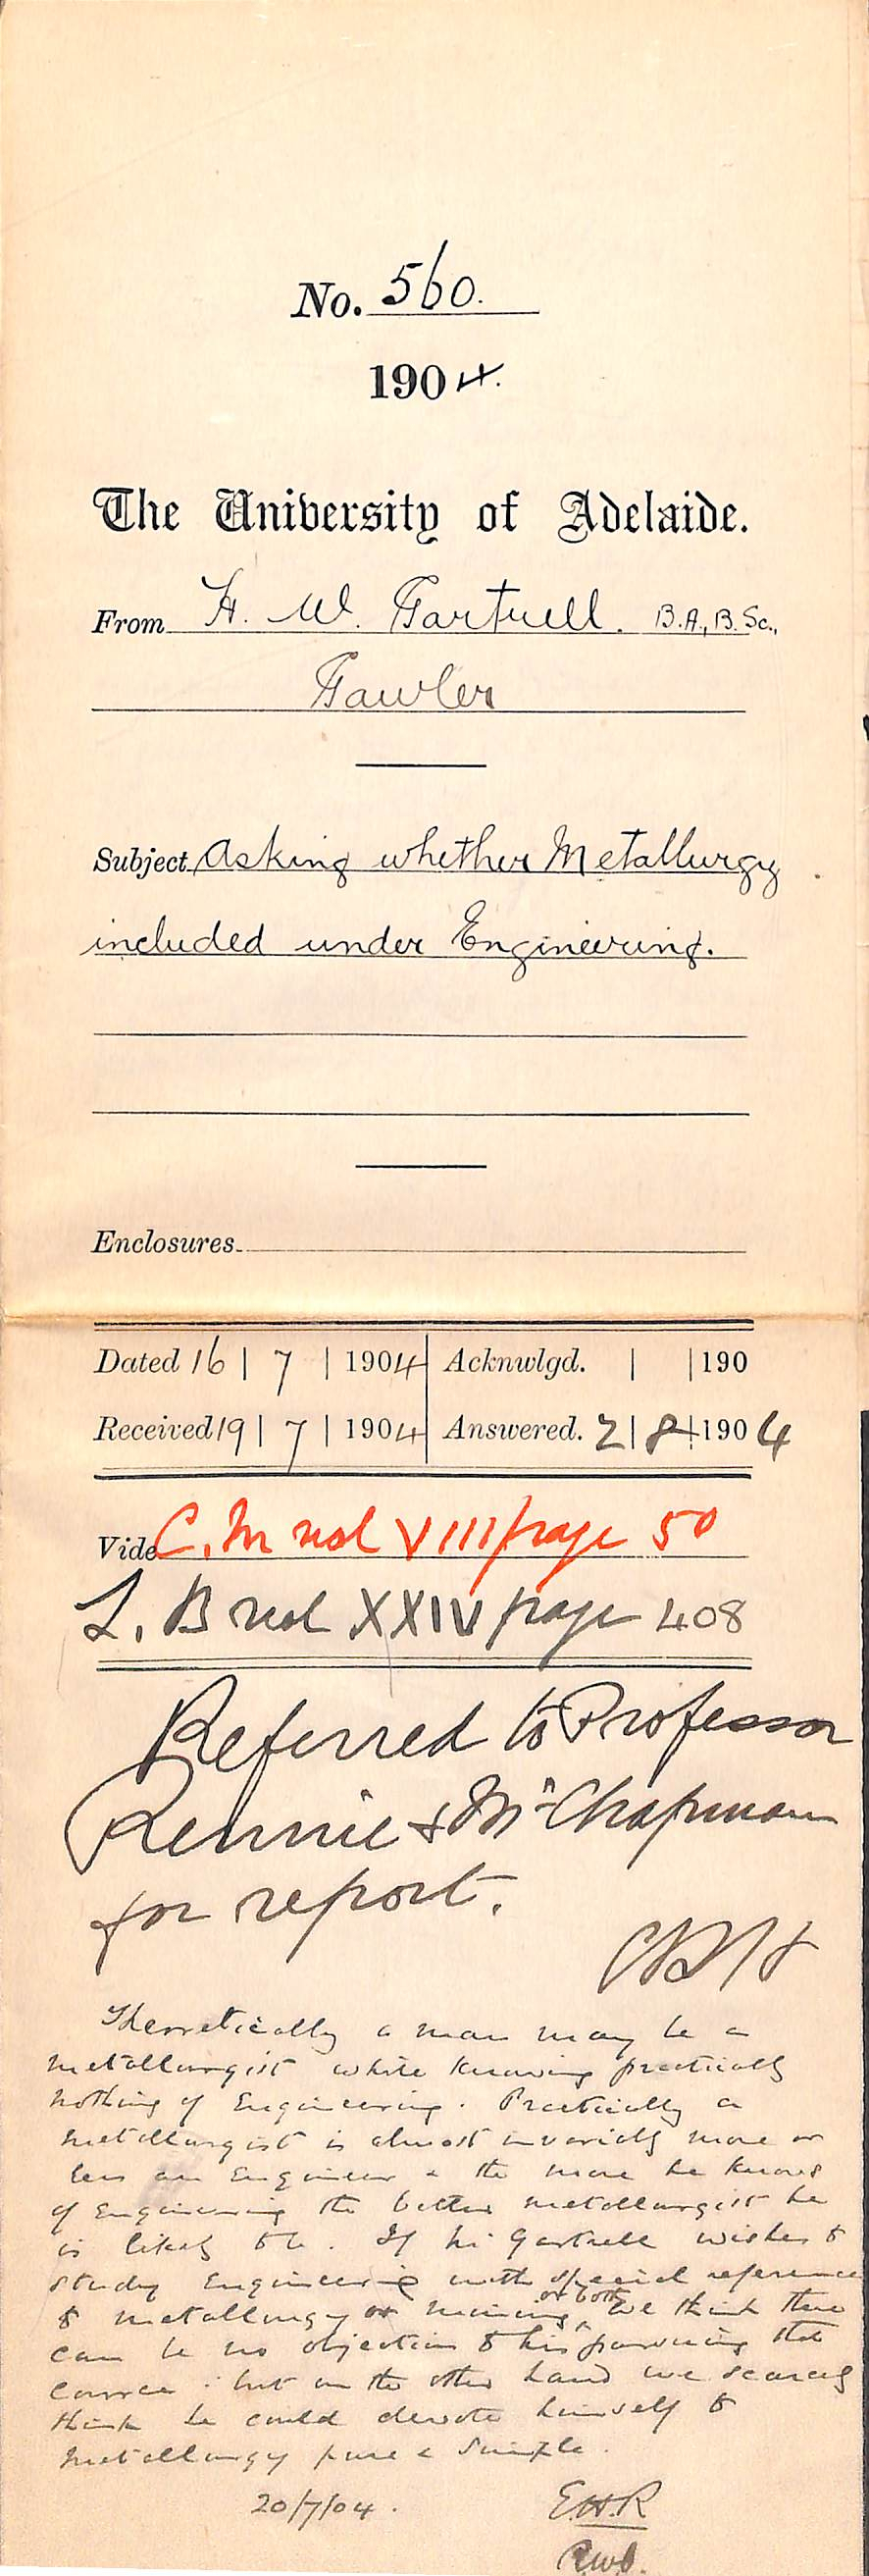 No. 560.
1904.
The University of Adelaide.
From H. W. Gartrell. B.A., B.Sc.,
Gawler
Subject Asking whether Metallurgy
included under Engineering.
Enclosures
Dated 16 | 7 | 1904 Acknwlgd. | | 190
Received 19 | 7 | 1904 Answered. 2 | 8 | 1904
Vide C. M vol VIII page 50
L. B vol XXIV page 408
Referred to Professor
Rennie & Mr Chapman
for report.
Theoretically a man may be a
metallurgist while knowing practically
nothing of Engineering. Practically a
metallurgist is almost invariably more or
less an Engineer & the more he knows
of Engineering the better metallurgist he
is likely to be. If Mr Gartrell wishes to
study Engineering with special reference
to metallurgy or mining, or both, we think there
can be no objection to his pursuing that
course : but on the other hand we scarcely
think he could devote himself to
metallurgy pure & simple.
20/7/04. E.H.R
RWC.